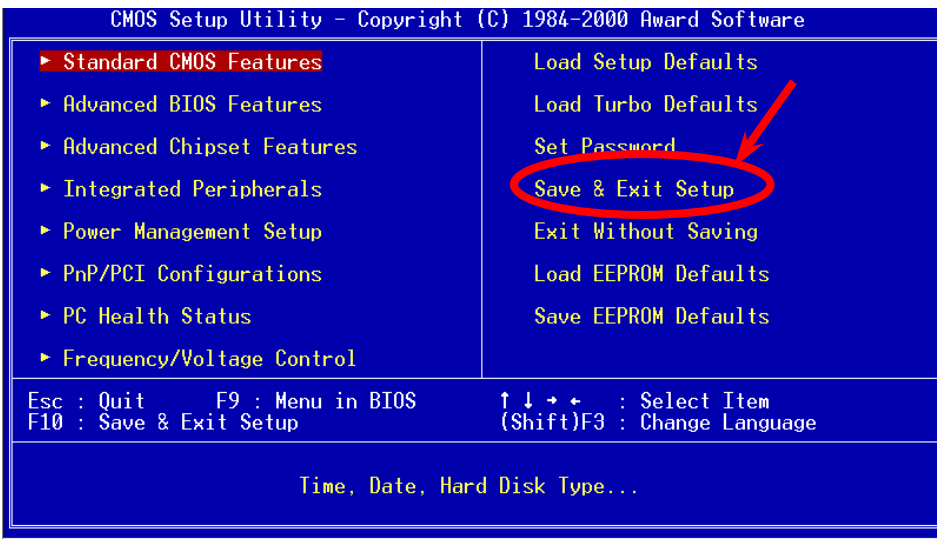 CMOS Setup Utility – Copyright (C) 1984–2000 Award Software
► Standard CMOS Features
► Advanced BIOS Features
► Advanced Chipset Features
► Integrated Peripherals
► Power Management Setup
► PnP/PCI Configurations
► PC Health Status
► Frequency/Voltage Control
Load Setup Defaults
Load Turbo Defaults
Set Password
Save & Exit Setup
Exit Without Saving
Load EEPROM Defaults
Save EEPROM Defaults
Esc : Quit F9 : Menu in BIOS ↑ ↓ → ← : Select Item
F10 : Save & Exit Setup (Shift)F3 : Change Language
Time, Date, Hard Disk Type...